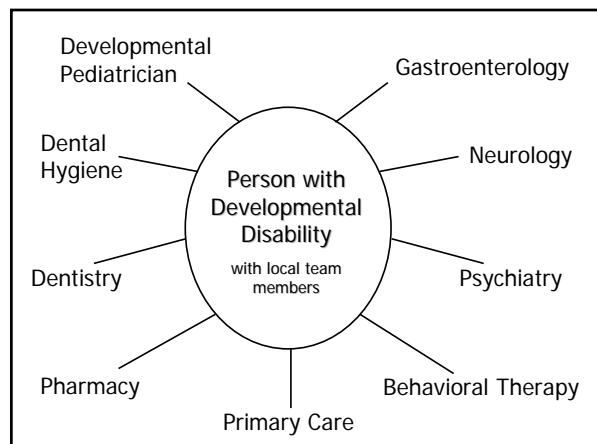 Developmental
Pediatrician
Gastroenterology
Dental
Hygiene
Neurology
Person with
Developmental
Disability
with local team
members
Dentistry
Psychiatry
Pharmacy
Behavioral Therapy
Primary Care